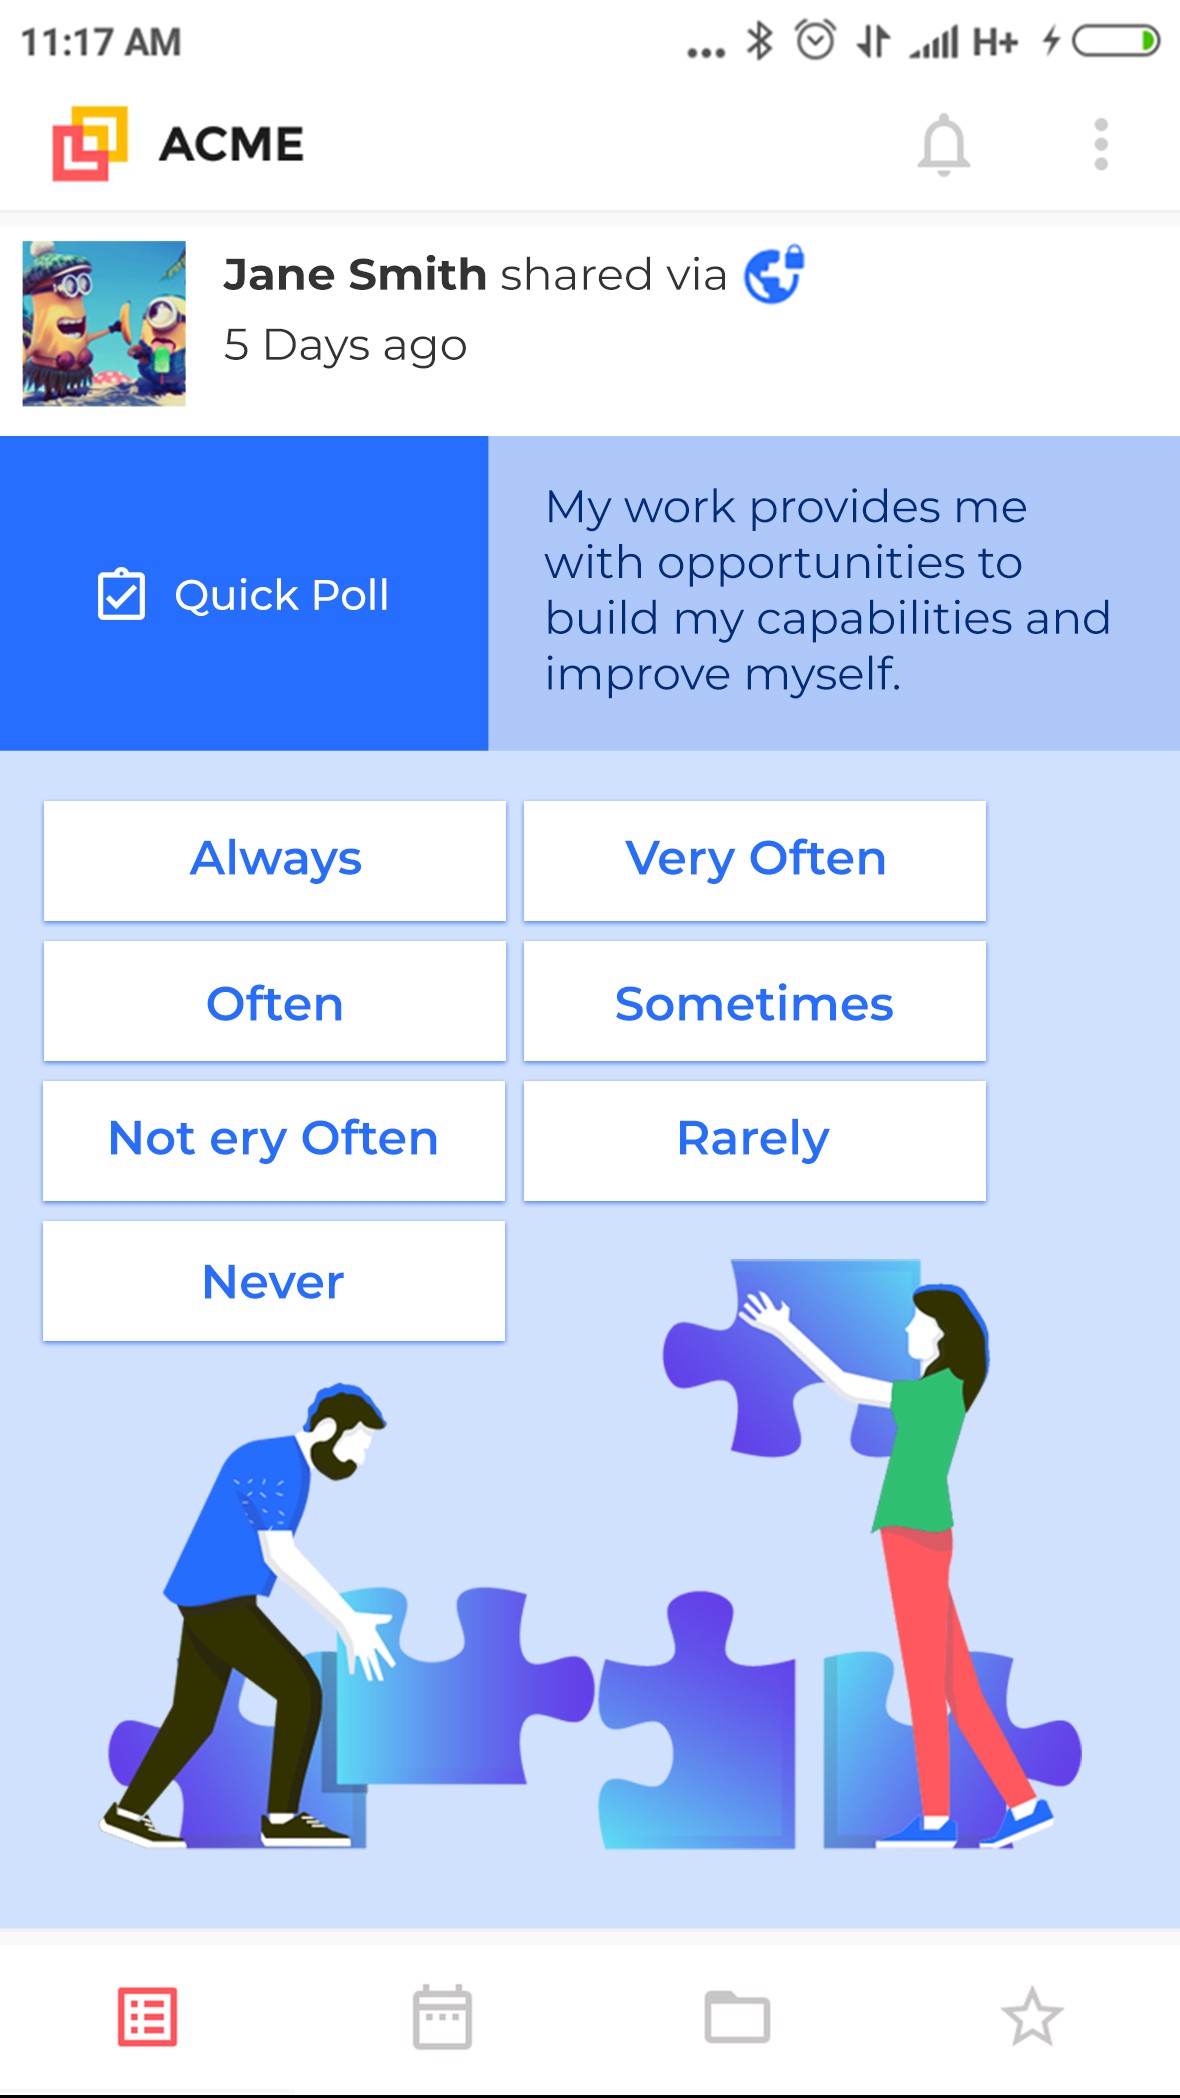 11:17 AM
H+
ACME
Jane Smith shared via
5 Days ago
Quick Poll
My work provides me
with opportunities to
build my capabilities and
improve myself.
Always
Very Often
Often
Sometimes
Not ery Often
Rarely
Never